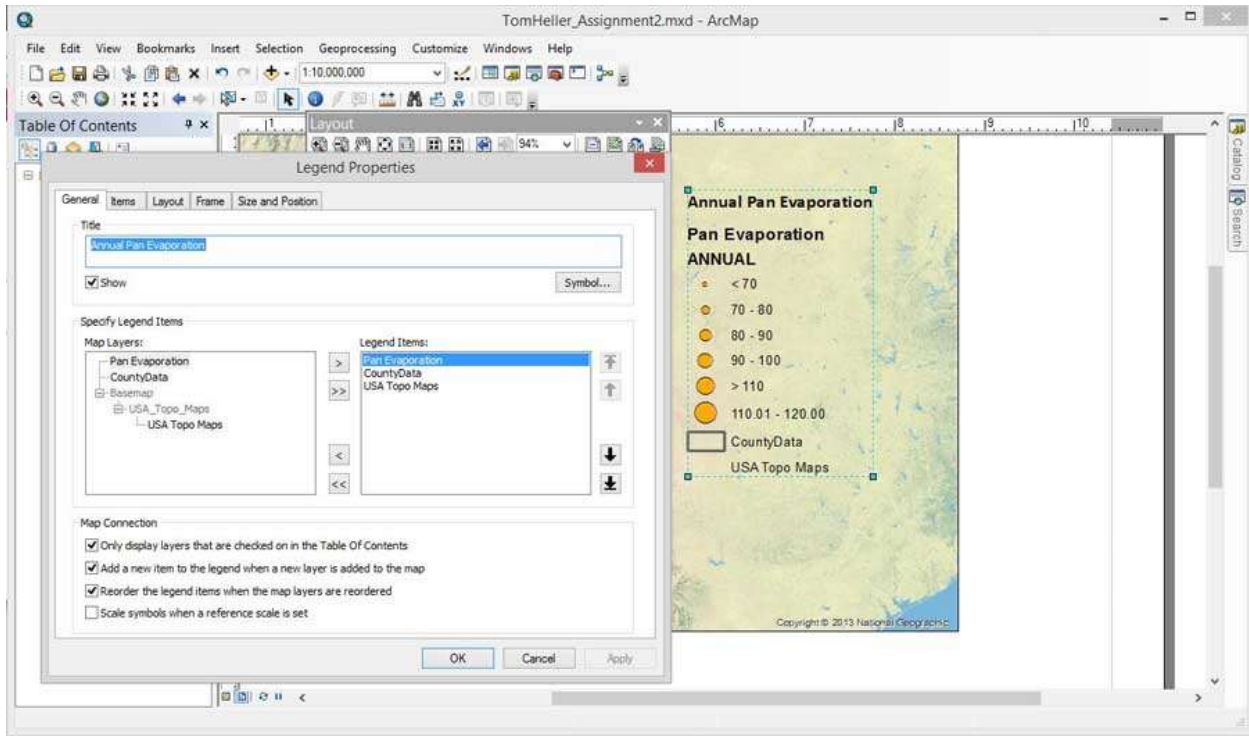 TomHeller_Assignment2.mxd - ArcMap
File Edit View Bookmarks Insert Selection Geoprocessing Customize Windows Help
1:10,000,000
Table Of Contents
Layout
94%
6 7 8 9 10
Catalog
Search
Legend Properties
General Items Layout Frame Size and Position
Title
Annual Pan Evaporation
Show
Symbol...
Specify Legend Items
Map Layers:
Pan Evaporation
CountyData
Basemap
USA_Topo_Maps
USA Topo Maps
>
>>
<
<<
Legend Items:
Pan Evaporation
CountyData
USA Topo Maps
Map Connection
Only display layers that are checked on in the Table Of Contents
Add a new item to the legend when a new layer is added to the map
Reorder the legend items when the map layers are reordered
Scale symbols when a reference scale is set
OK Cancel Apply
Annual Pan Evaporation
Pan Evaporation
ANNUAL
<70
70 - 80
80 - 90
90 - 100
> 110
110.01 - 120.00
CountyData
USA Topo Maps
Copyright:© 2013 National Geographic